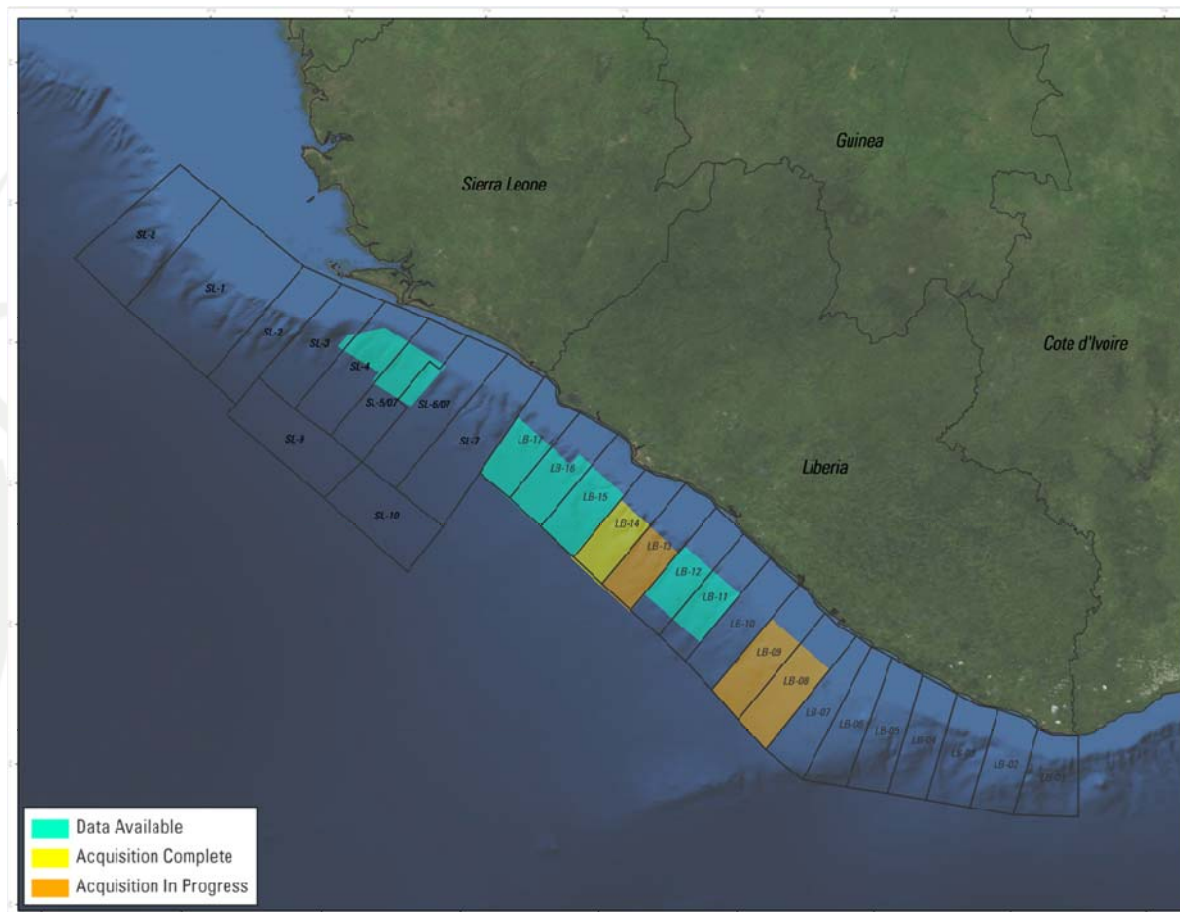 Guinea
Sierra Leone
Cote d'Ivoire
Liberia
SL-1
SL-2
SL-3
SL-4
SL-5/07
SL-6/07
SL-7
SL-9
SL-10
LB-17
LB-16
LB-15
LB-14
LB-13
LB-12
LB-11
LB-10
LB-09
LB-08
LB-07
LB-06
LB-05
LB-04
LB-03
LB-02
LB-01
Data Available
Acquisition Complete
Acquisition In Progress